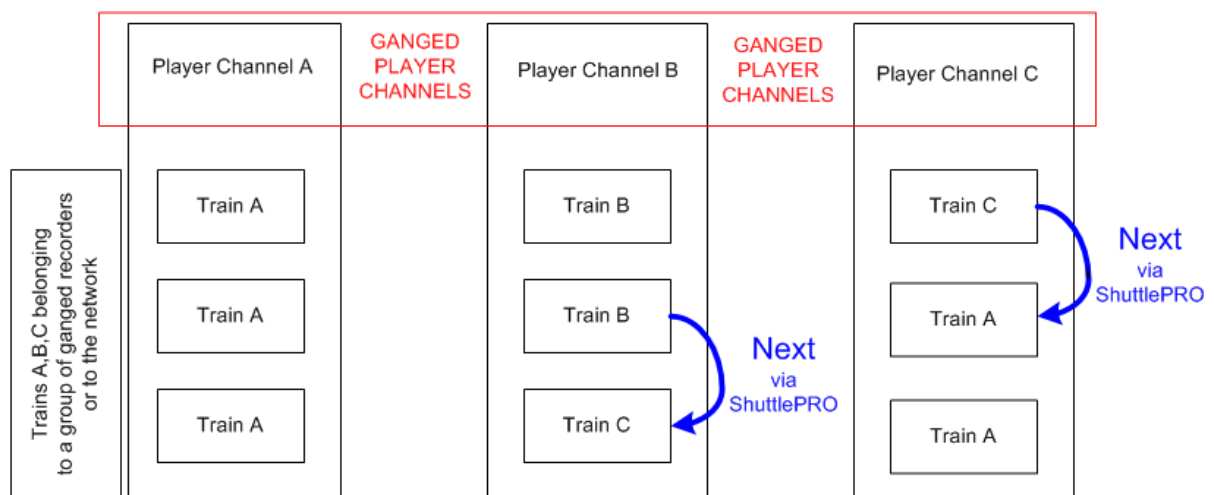 Player Channel A
GANGED
PLAYER
CHANNELS
Player Channel B
GANGED
PLAYER
CHANNELS
Player Channel C
Trains A,B,C belonging
to a group of ganged recorders
or to the network
Train A
Train B
Train C
Next
via
ShuttlePRO
Train A
Train B
Train A
Next
via
ShuttlePRO
Train A
Train C
Train A